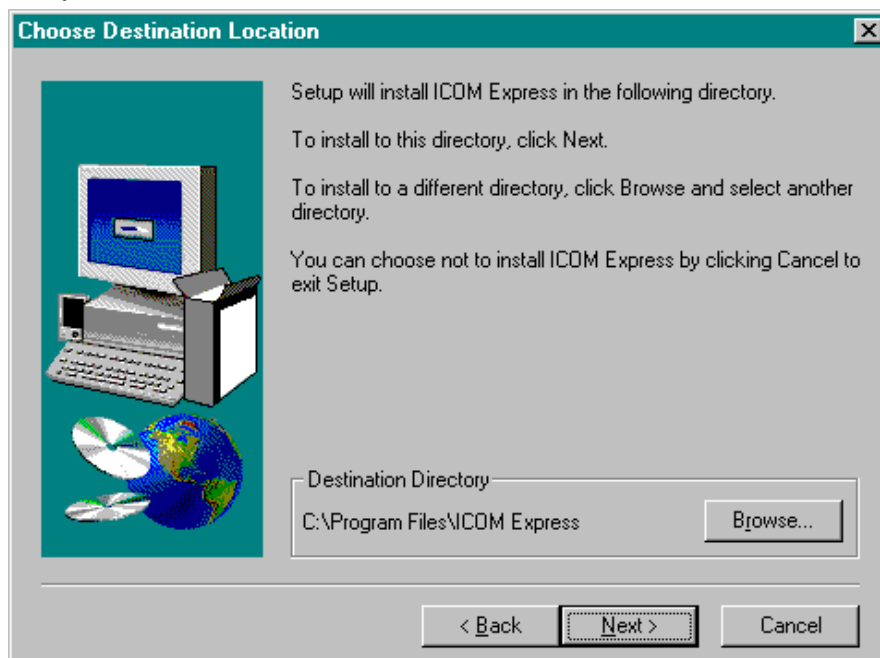 Choose Destination Location
Setup will install ICOM Express in the following directory.
To install to this directory, click Next.
To install to a different directory, click Browse and select another
directory.
You can choose not to install ICOM Express by clicking Cancel to
exit Setup.
Destination Directory
C:\Program Files\ICOM Express
Browse...
< Back
Next >
Cancel